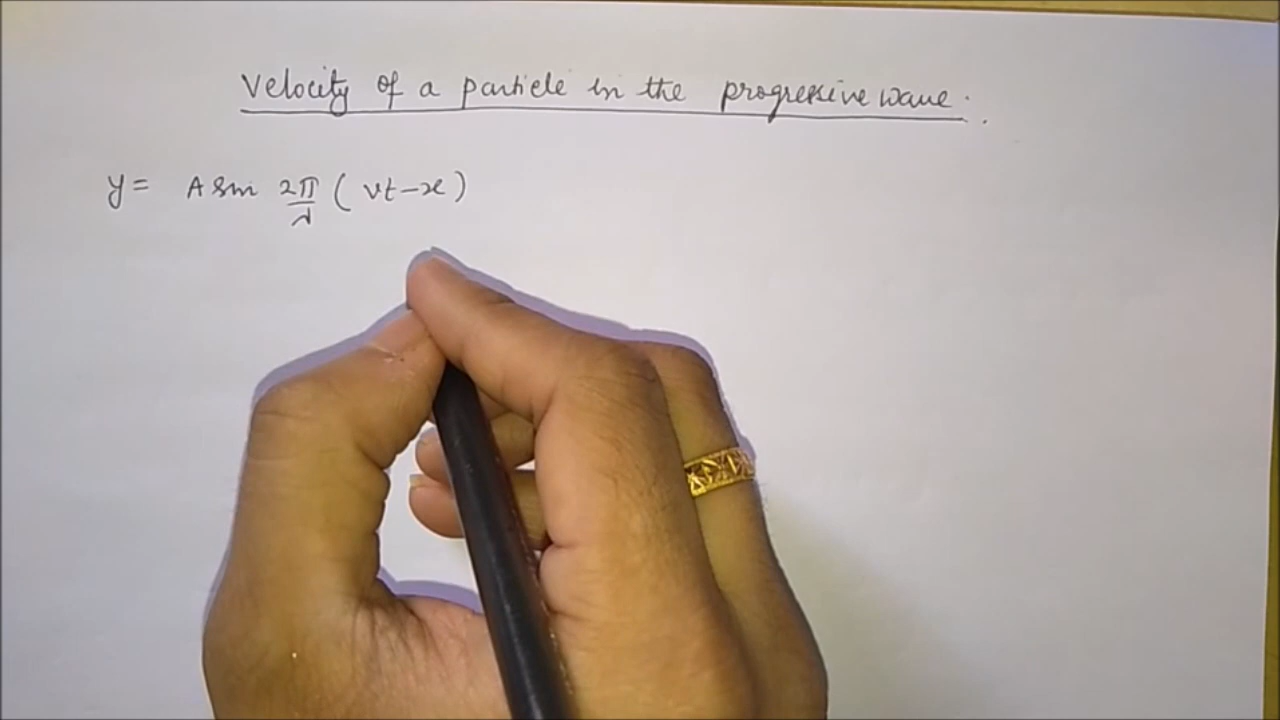 Velocity of a particle in the progressive wave.
y = A sin 2π/λ (vt-x)